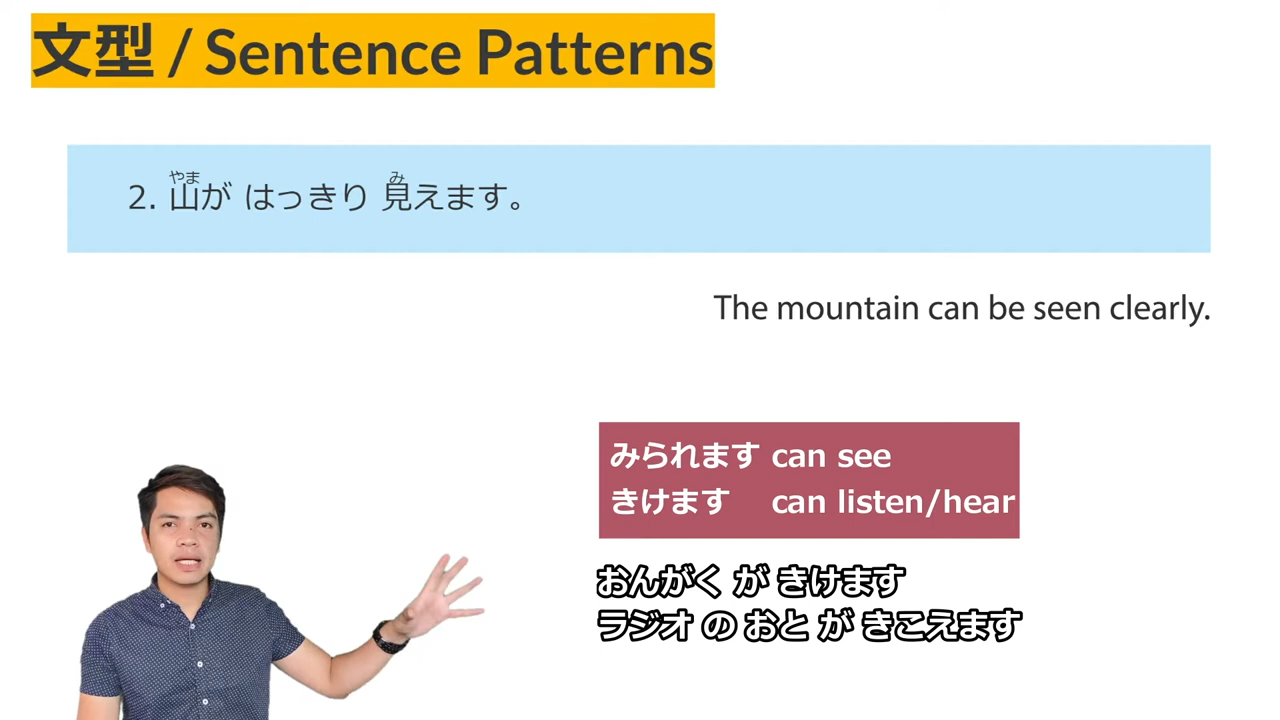 文型 / Sentence Patterns
2. 山が はっきり 見えます。
やま み
The mountain can be seen clearly.
みられます can see
きけます can listen/hear
おんがく が きけます
ラジオ の おと が きこえます